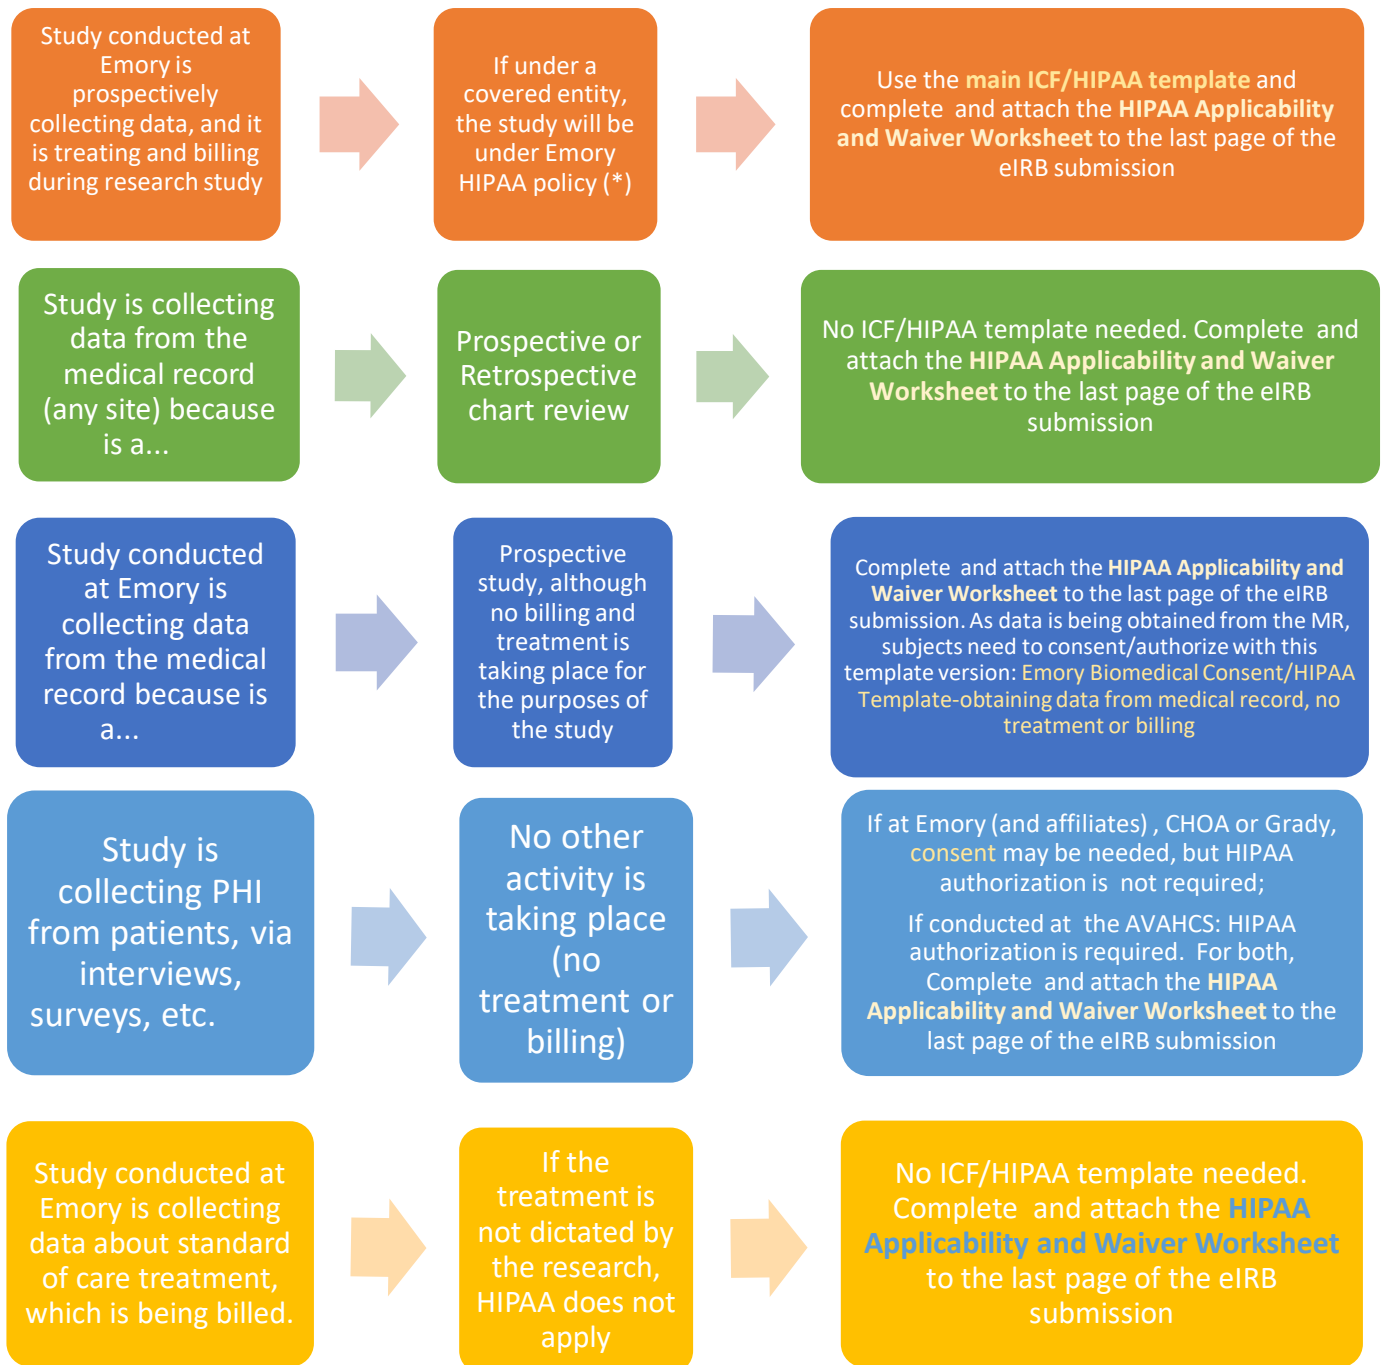 Study conducted at
Emory is
prospectively
collecting data, and it
is treating and billing
during research study
If under a
covered entity,
the study will be
under Emory
HIPAA policy (*)
Use the main ICF/HIPAA template and
complete and attach the HIPAA Applicability
and Waiver Worksheet to the last page of the
eIRB submission
Study is collecting
data from the
medical record
(any site) because
is a...
Prospective or
Retrospective
chart review
No ICF/HIPAA template needed. Complete and
attach the HIPAA Applicability and Waiver
Worksheet to the last page of the eIRB
submission
Study conducted
at Emory is
collecting data
from the medical
record because is
a...
Prospective
study, although
no billing and
treatment is
taking place for
the purposes of
the study
Complete and attach the HIPAA Applicability and
Waiver Worksheet to the last page of the eIRB
submission. As data is being obtained from the MR,
subjects need to consent/authorize with this
template version: Emory Biomedical Consent/HIPAA
Template-obtaining data from medical record, no
treatment or billing
Study is
collecting PHI
from patients, via
interviews,
surveys, etc.
No other
activity is
taking place
(no
treatment or
billing)
If at Emory (and affiliates) , CHOA or Grady,
consent may be needed, but HIPAA
authorization is not required;
If conducted at the AVAHCS: HIPAA
authorization is required. For both,
Complete and attach the HIPAA
Applicability and Waiver Worksheet to the
last page of the eIRB submission
Study conducted at
Emory is collecting
data about standard
of care treatment,
which is being billed.
If the
treatment is
not dictated by
the research,
HIPAA does not
apply
No ICF/HIPAA template needed.
Complete and attach the HIPAA
Applicability and Waiver Worksheet
to the last page of the eIRB
submission